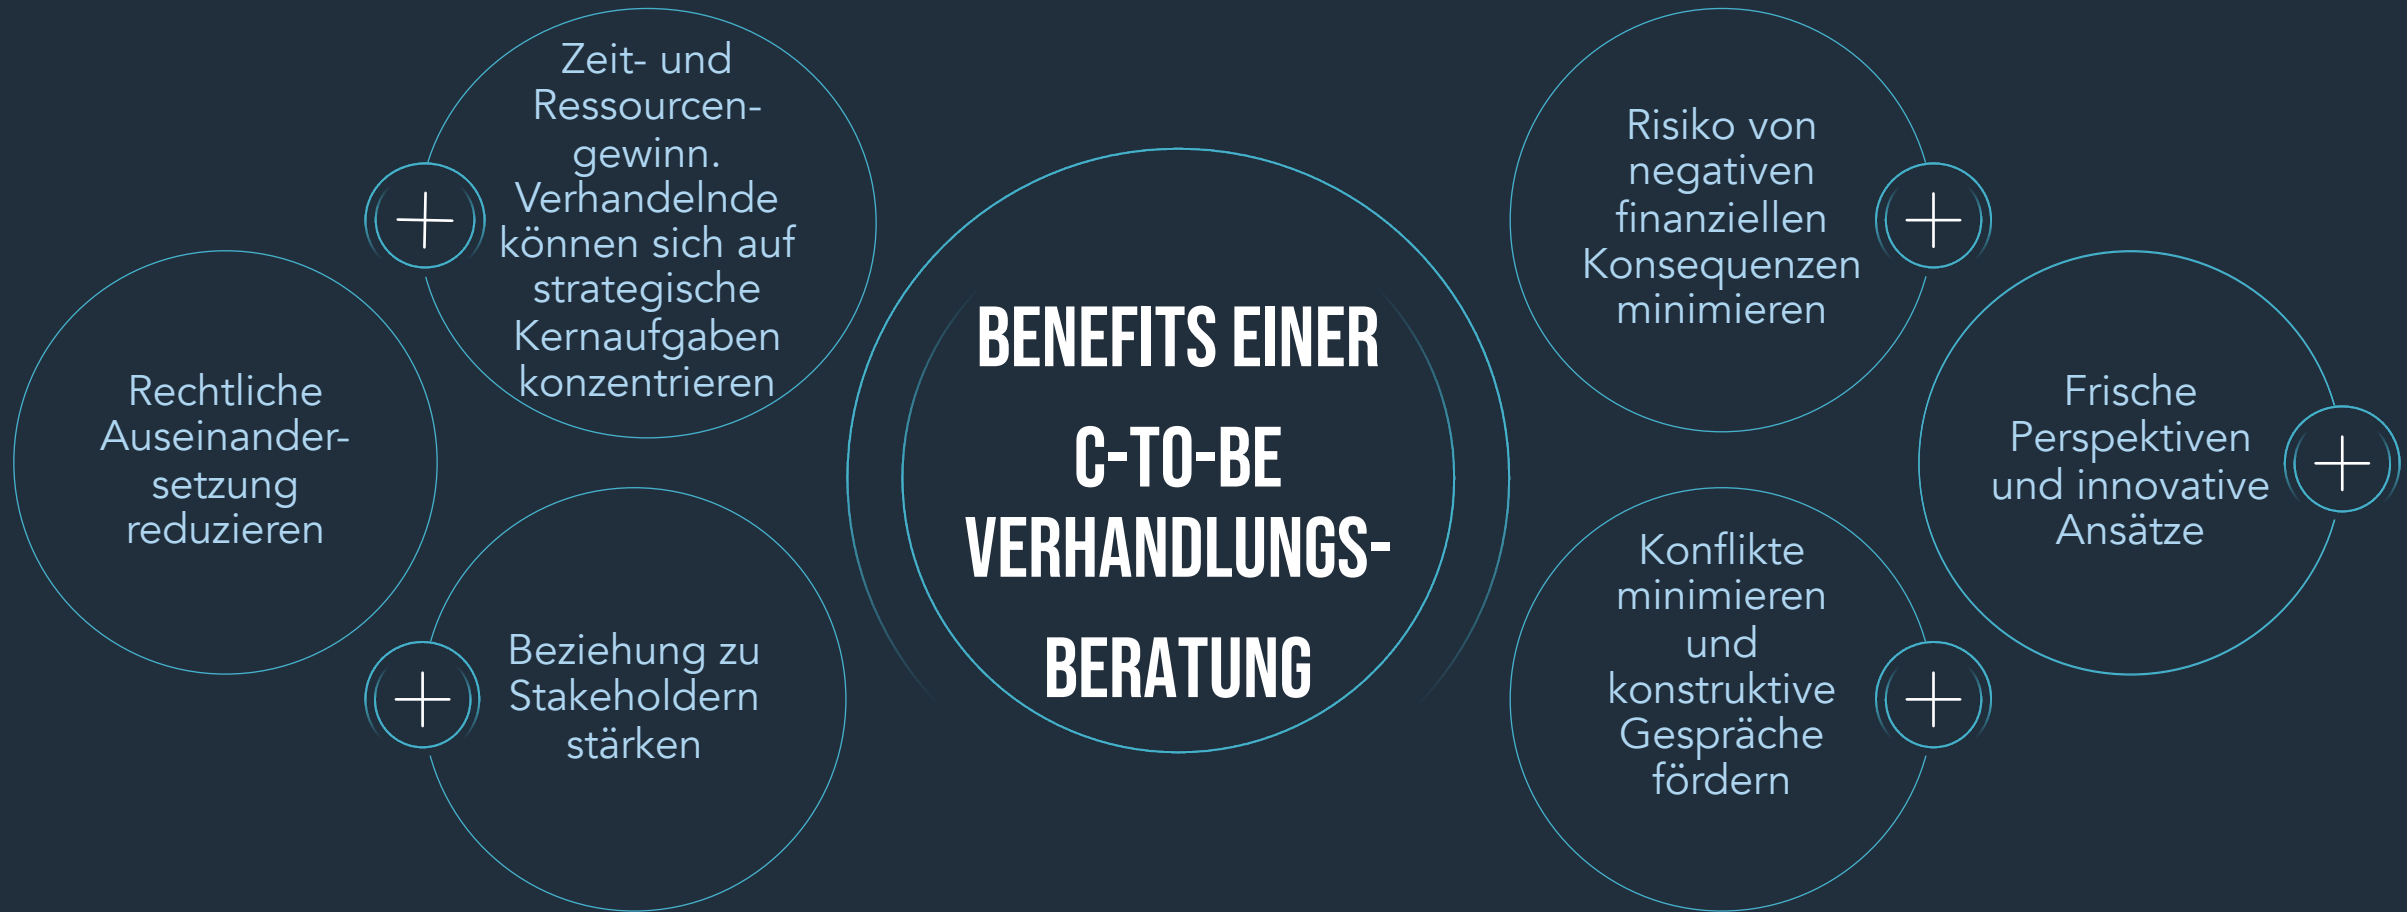 Zeit- und
Ressourcen-
gewinn.
Verhandelnde
können sich auf
strategische
Kernaufgaben
konzentrieren
Rechtliche
Auseinander-
setzung
reduzieren
Beziehung zu
Stakeholdern
stärken
BENEFITS EINER
C-TO-BE
VERHANDLUNGS-
BERATUNG
Risiko von
negativen
finanziellen
Konsequenzen
minimieren
Frische
Perspektiven
und innovative
Ansätze
Konflikte
minimieren
und
konstruktive
Gespräche
fördern